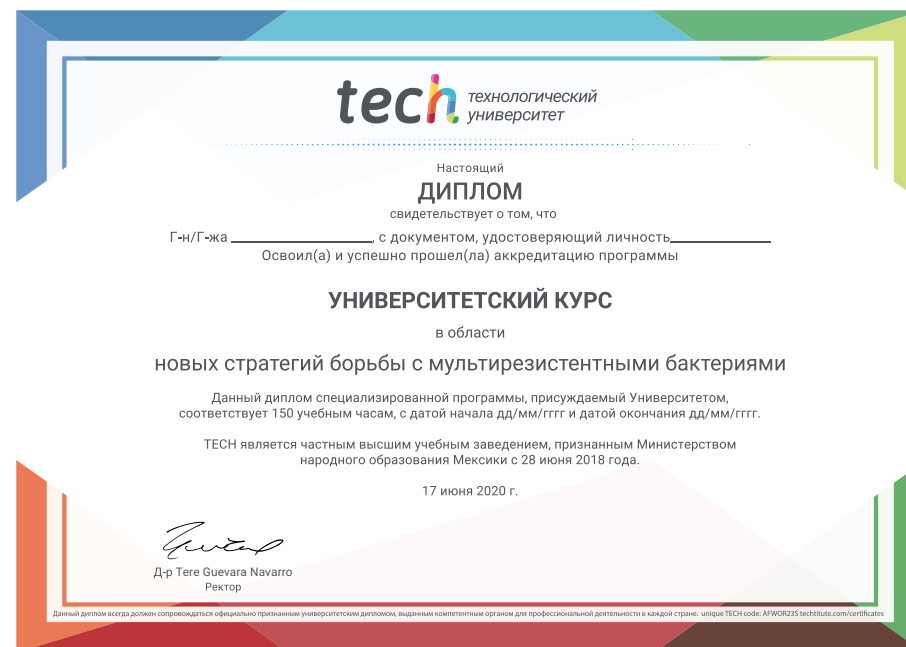 tech технологический университет
Настоящий
ДИПЛОМ
свидетельствует о том, что
Г-н/Г-жа , с документом, удостоверяющий личность
Освоил(а) и успешно прошел(ла) аккредитацию программы
УНИВЕРСИТЕТСКИЙ КУРС
в области
новых стратегий борьбы с мультирезистентными бактериями
Данный диплом специализированной программы, присуждаемый Университетом,
соответствует 150 учебным часам, с датой начала дд/мм/гггг и датой окончания дд/мм/гггг.
TECH является частным высшим учебным заведением, признанным Министерством
народного образования Мексики с 28 июня 2018 года.
17 июня 2020 г.
Д-р Tere Guevara Navarro
Ректор
Данный диплом всегда должен сопровождаться официально признанным университетским дипломом, выданным компетентным органом для профессиональной деятельности в каждой стране. unique TECH code: AFWOR23S techtitute.com/certificates